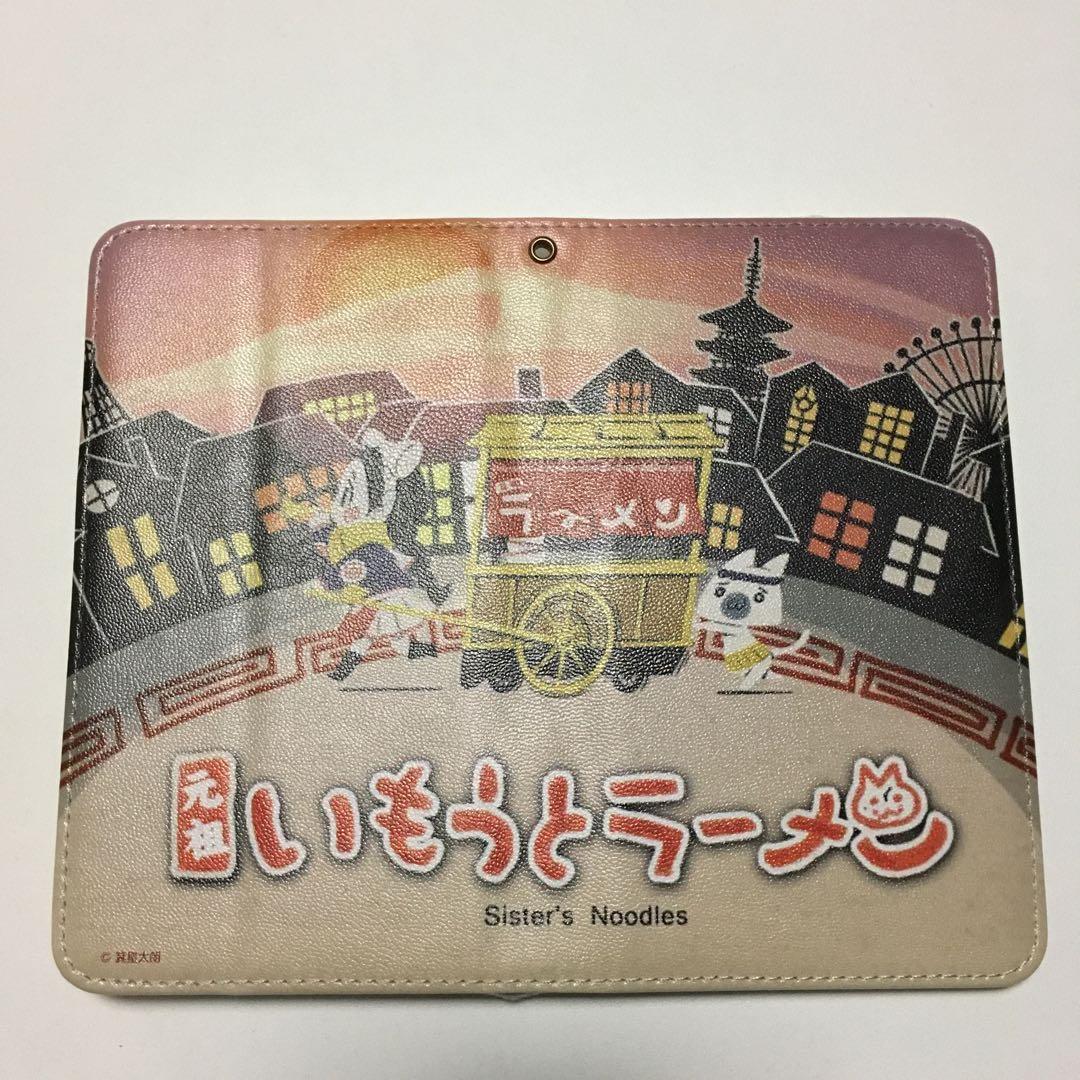 ラーメン
元祖 いもうとラーメン
Sister's Noodles